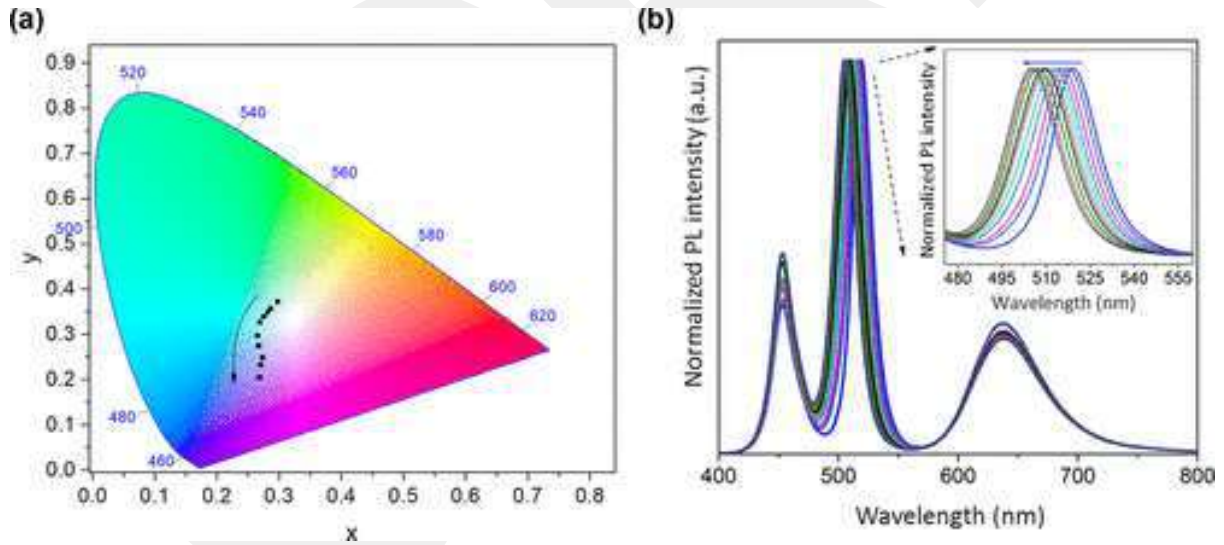 (a)
(b)
0.9
0.8
0.7
0.6
0.5
0.4
0.3
0.2
0.1
0.0
y
520
540
560
580
600
620
500
480
460
0.0 0.1 0.2 0.3 0.4 0.5 0.6 0.7 0.8
x
Normalized PL intensity (a.u.)
400 500 600 700 800
Wavelength (nm)
Normalized PL intensity
480 495 510 525 540 555
Wavelength (nm)